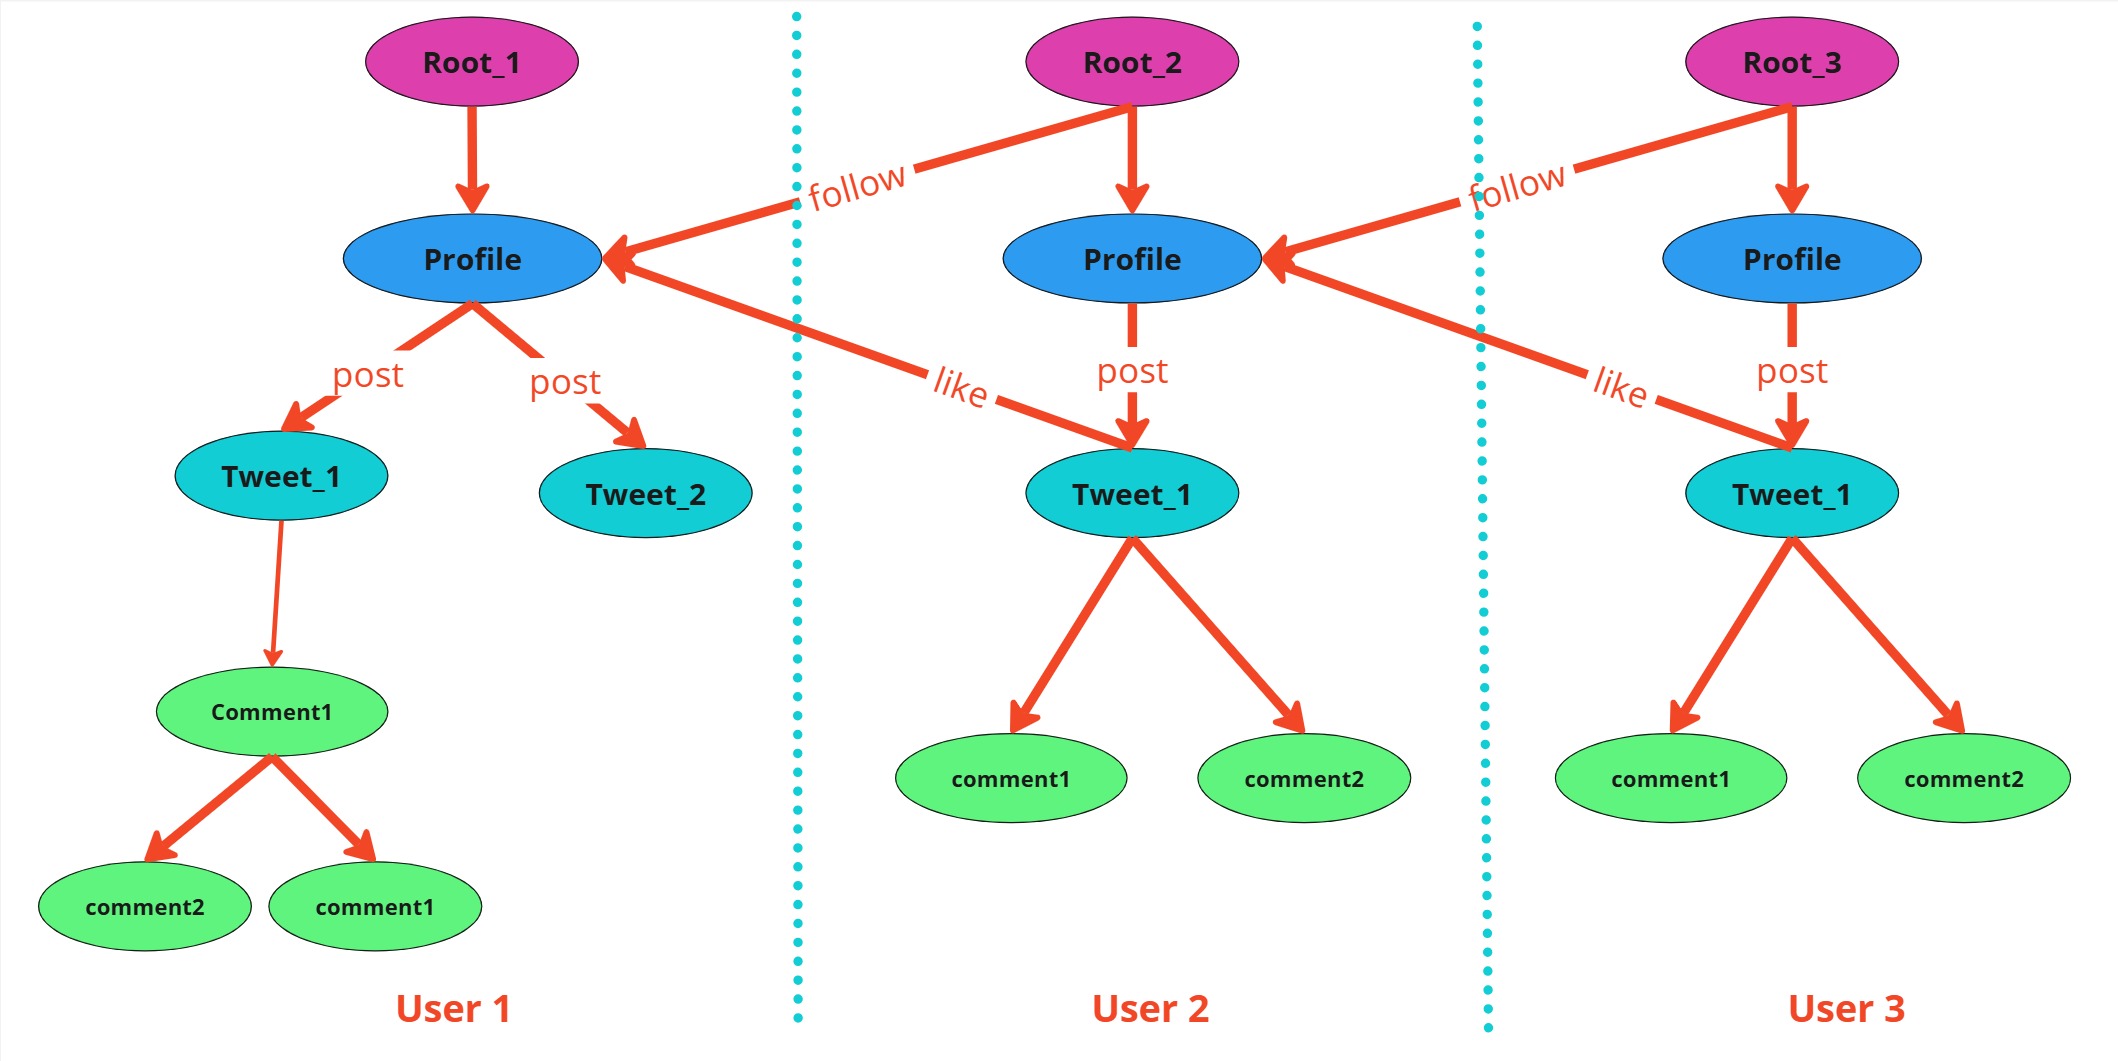 Root_1
Root_2
Root_3
follow
follow
Profile
Profile
Profile
post
post
like
post
like
post
Tweet_1
Tweet_2
Tweet_1
Tweet_1
Comment1
comment1
comment2
comment1
comment2
comment2
comment1
User 1
User 2
User 3